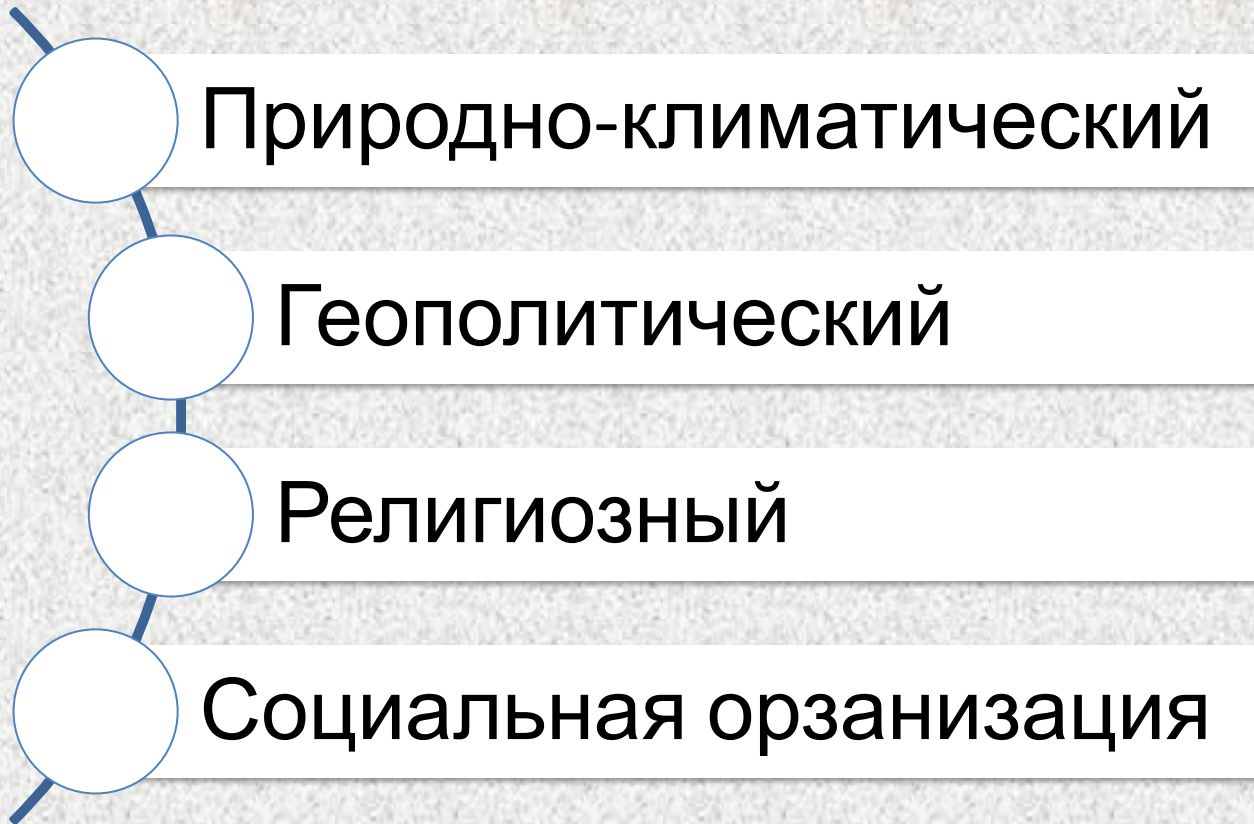 Природно-климатический
Геополитический
Религиозный
Социальная орзанизация